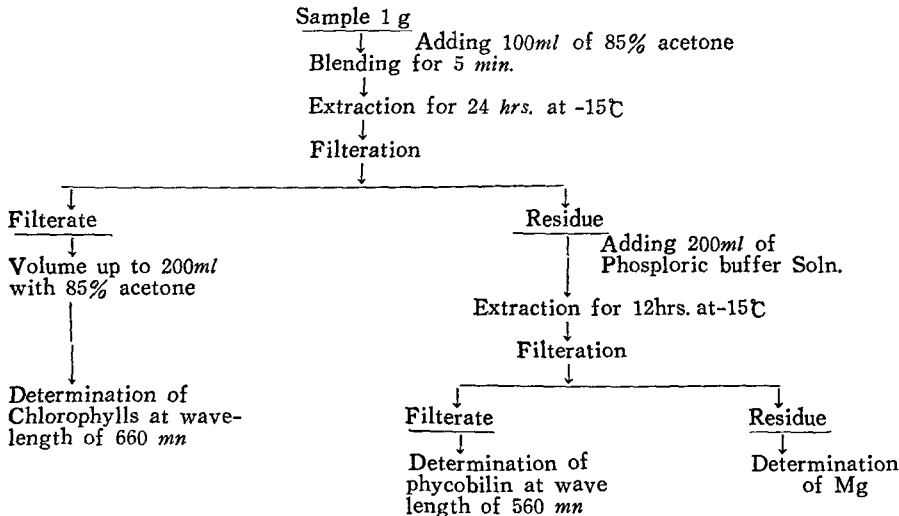 Sample 1 g
Adding 100ml of 85% acetone
Blending for 5 min.
Extraction for 24 hrs. at -15℃
Filteration
Filterate
Volume up to 200ml
with 85% acetone
Determination of
Chlorophylls at wave-
length of 660 mn
Residue
Adding 200ml of
Phosploric buffer Soln.
Extraction for 12hrs. at-15℃
Filteration
Filterate
Determination of
phycobilin at wave
length of 560 mn
Residue
Determination
of Mg